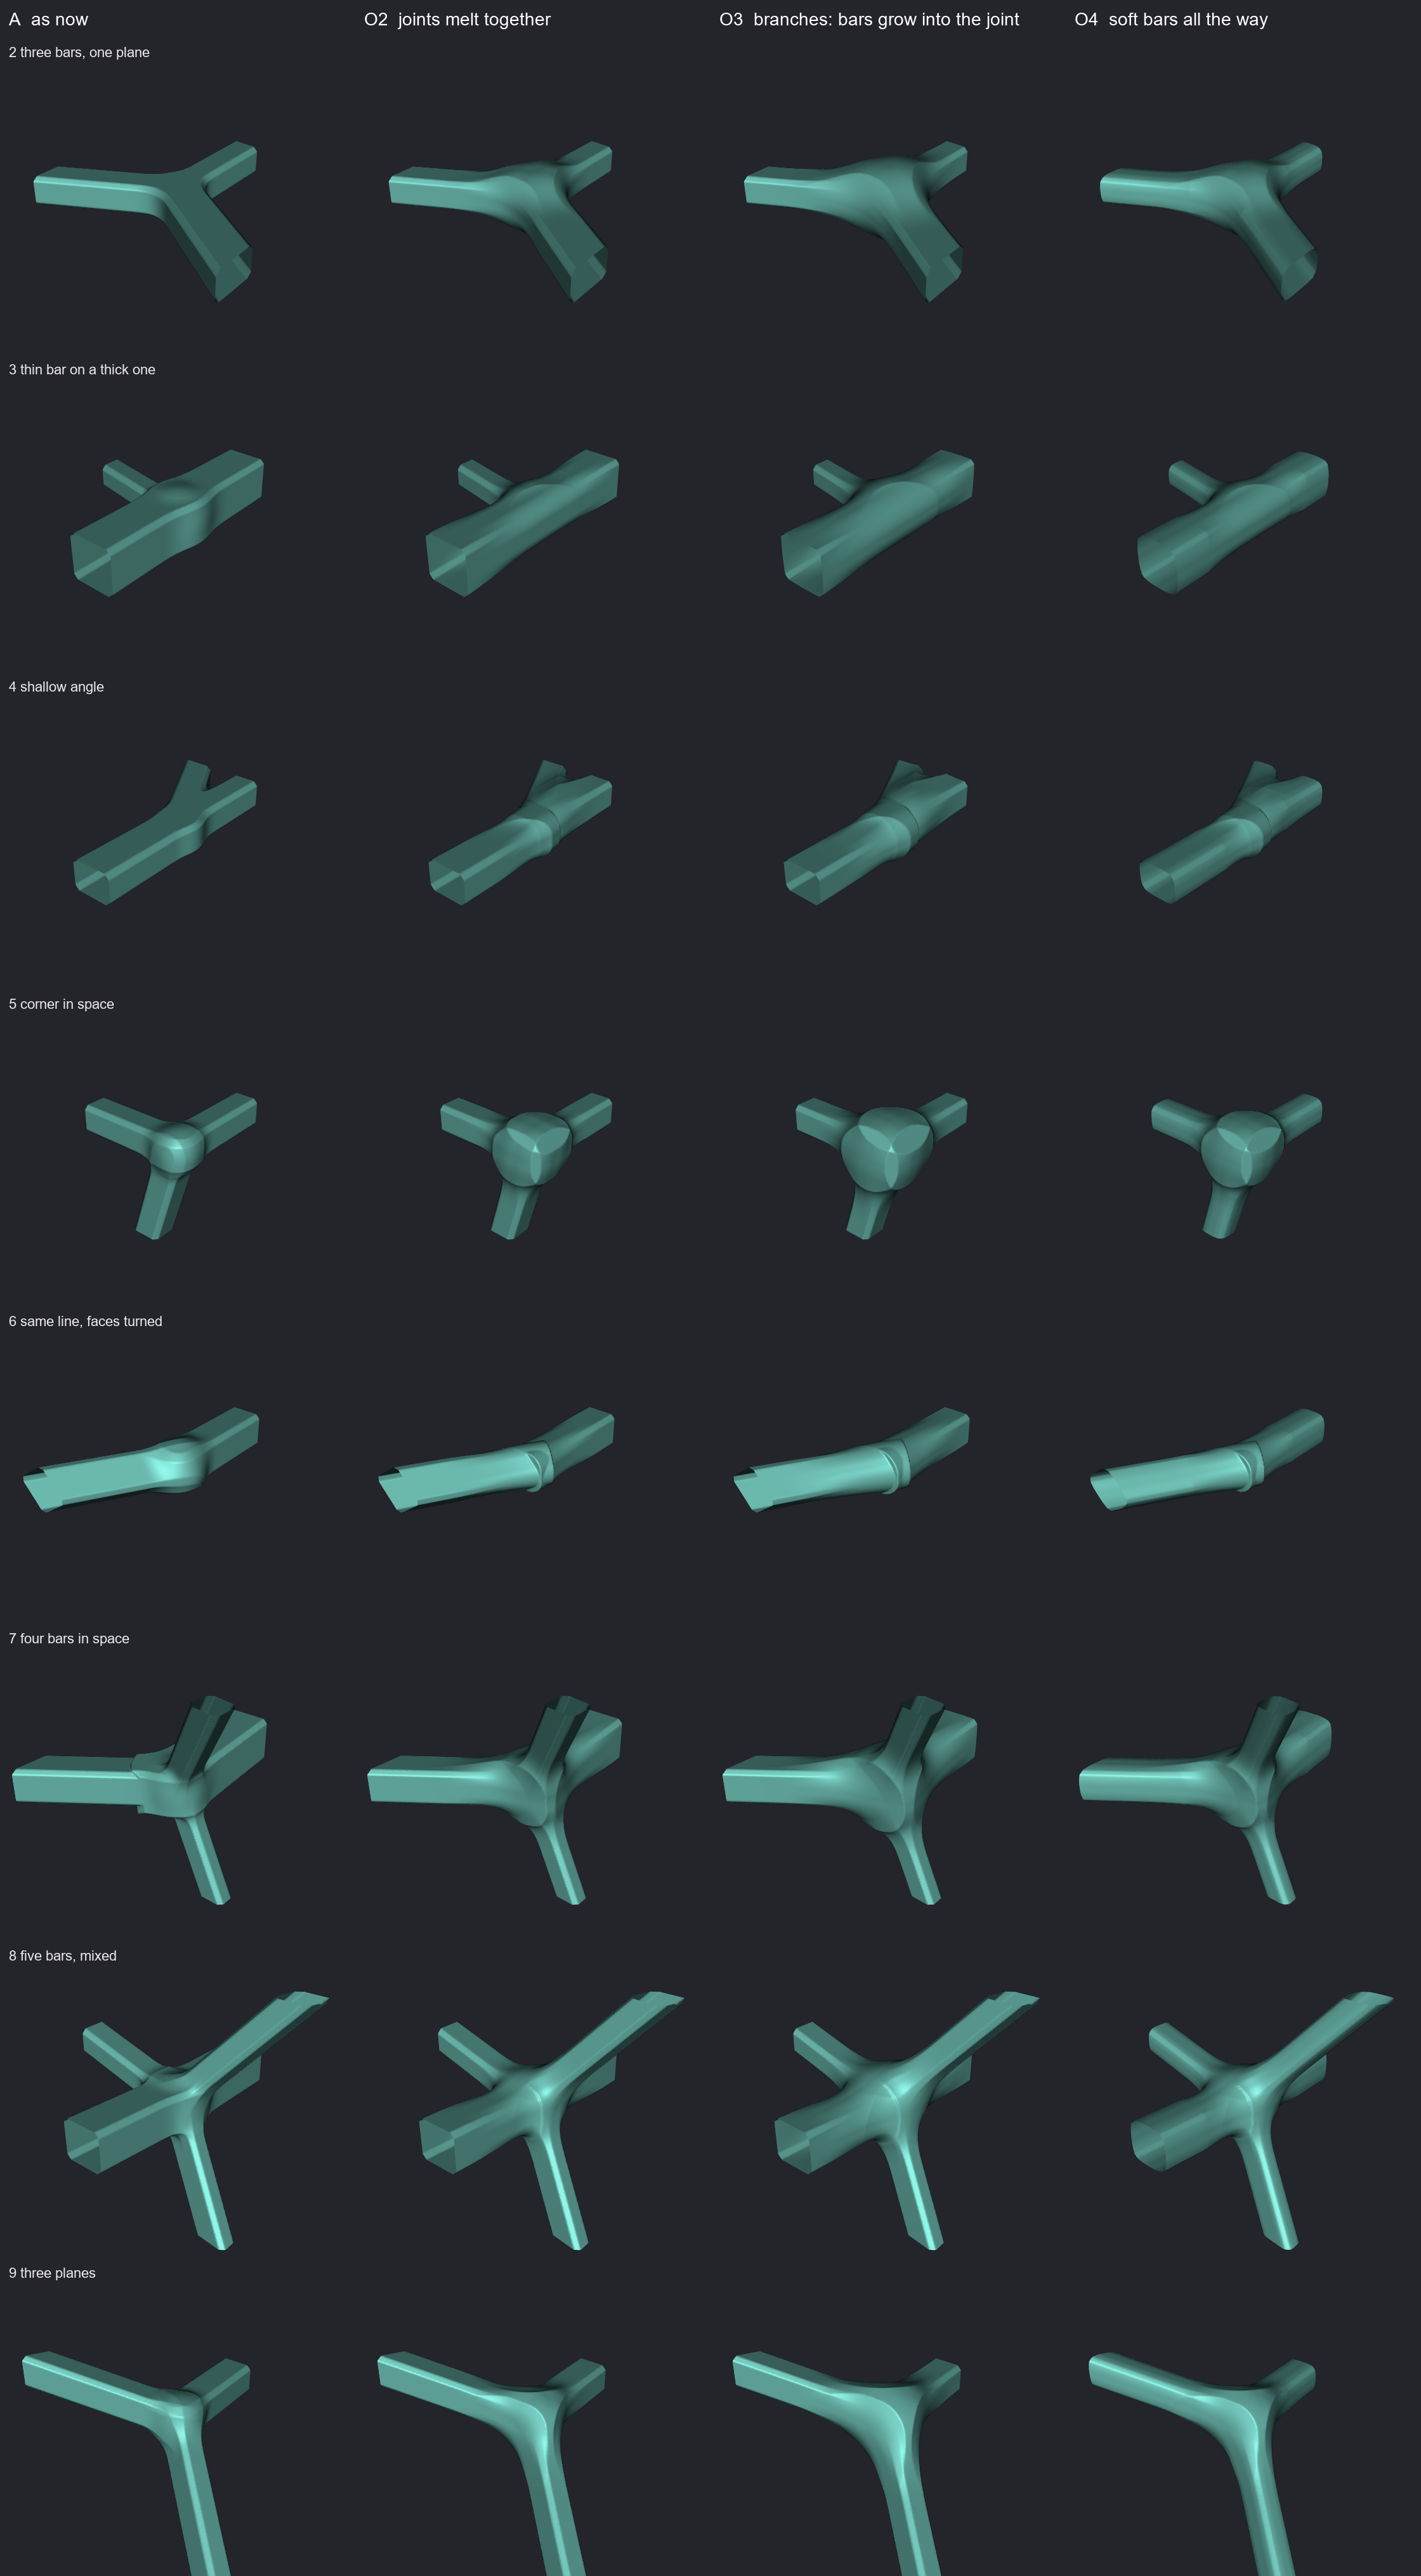 A as now
O2 joints melt together
O3 branches: bars grow into the joint
O4 soft bars all the way
2 three bars, one plane
3 thin bar on a thick one
4 shallow angle
5 corner in space
6 same line, faces turned
7 four bars in space
8 five bars, mixed
9 three planes